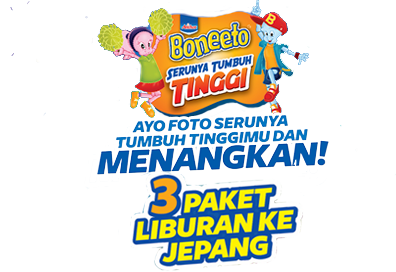 Boneeto
SERUNYA TUMBUH
TINGGI
AYO FOTO SERUNYA
TUMBUH TINGGIMU DAN
MENANGKAN!
3 PAKET
LIBURAN KE
JEPANG